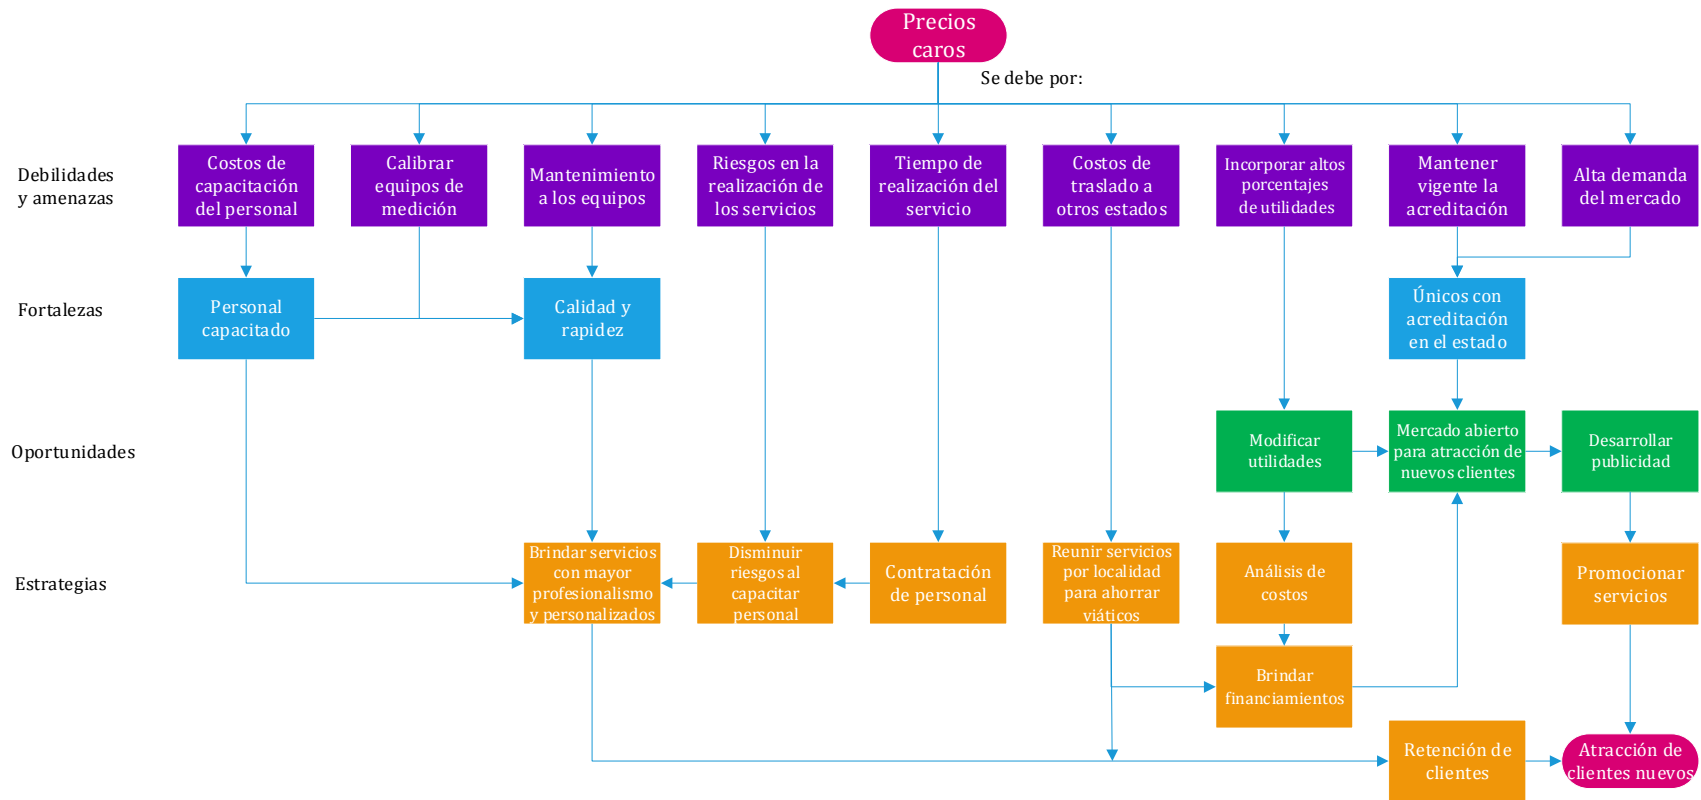 Precios
caros
Se debe por:
Debilidades
y amenazas
Costos de
capacitación
del personal
Calibrar
equipos de
medición
Mantenimiento
a los equipos
Riesgos en la
realización de
los servicios
Tiempo de
realización del
servicio
Costos de
traslado a
otros estados
Incorporar altos
porcentajes
de utilidades
Mantener
vigente la
acreditación
Alta demanda
del mercado
Fortalezas
Personal
capacitado
Calidad y
rapidez
Únicos con
acreditación
en el estado
Oportunidades
Modificar
utilidades
Mercado abierto
para atracción de
nuevos clientes
Desarrollar
publicidad
Estrategias
Brindar servicios
con mayor
profesionalismo
y personalizados
Disminuir
riesgos al
capacitar
personal
Contratación
de personal
Reunir servicios
por localidad
para ahorrar
viáticos
Análisis de
costos
Promocionar
servicios
Brindar
financiamientos
Retención de
clientes
Atracción de
clientes nuevos